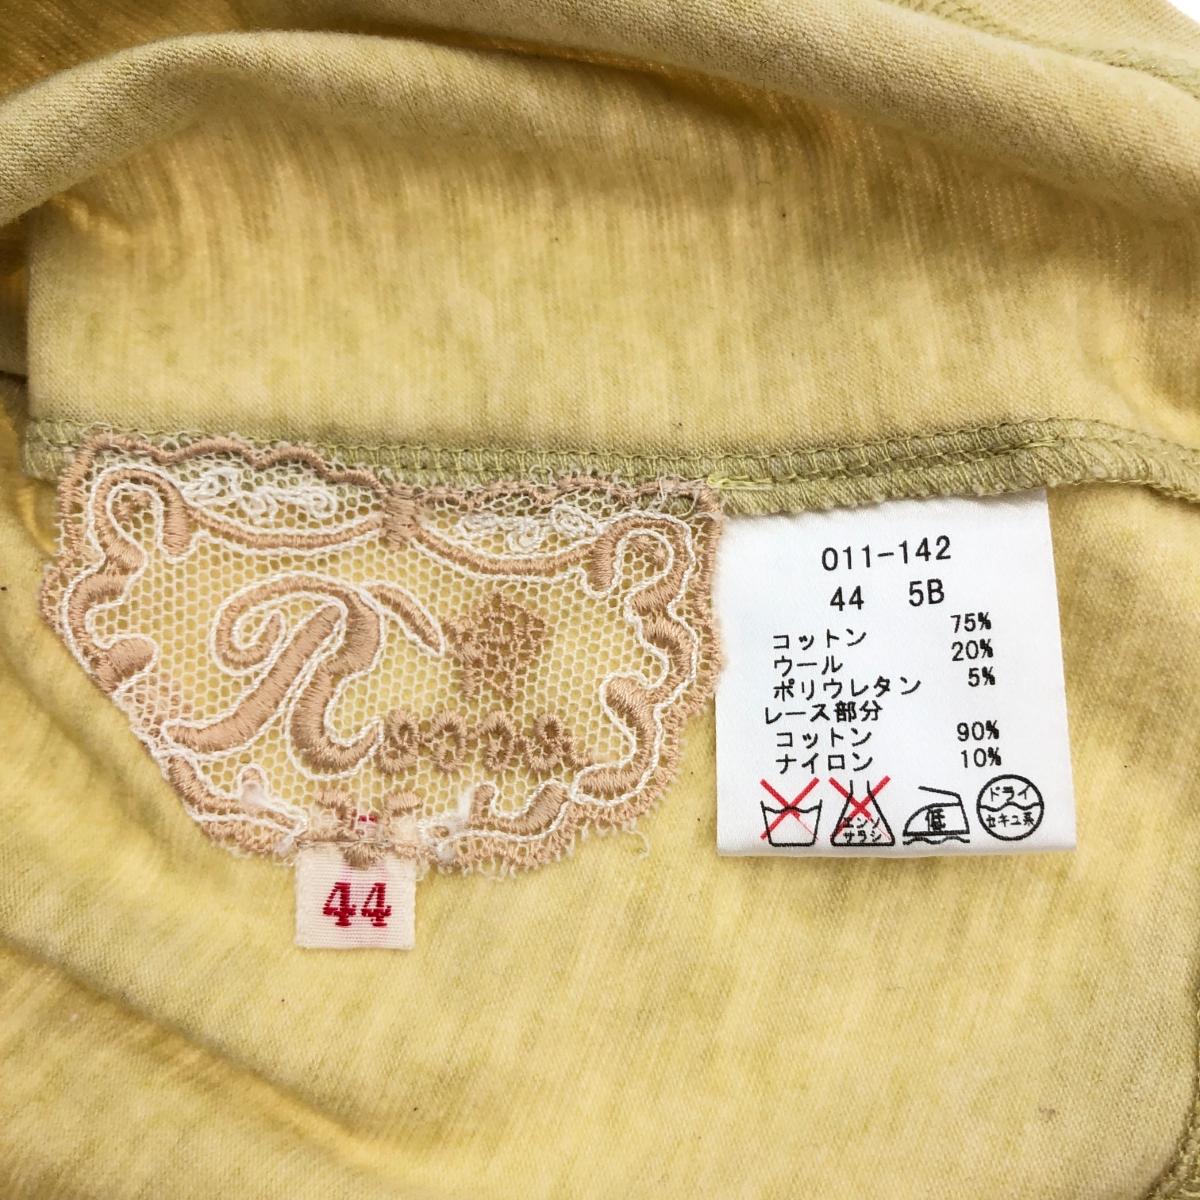 R
44
011-142
44 5B
コットン 75%
ウール 20%
ポリウレタン 5%
レース部分
コットン 90%
ナイロン 10%
エンソ
サラシ
低
ドライ
セキユ系